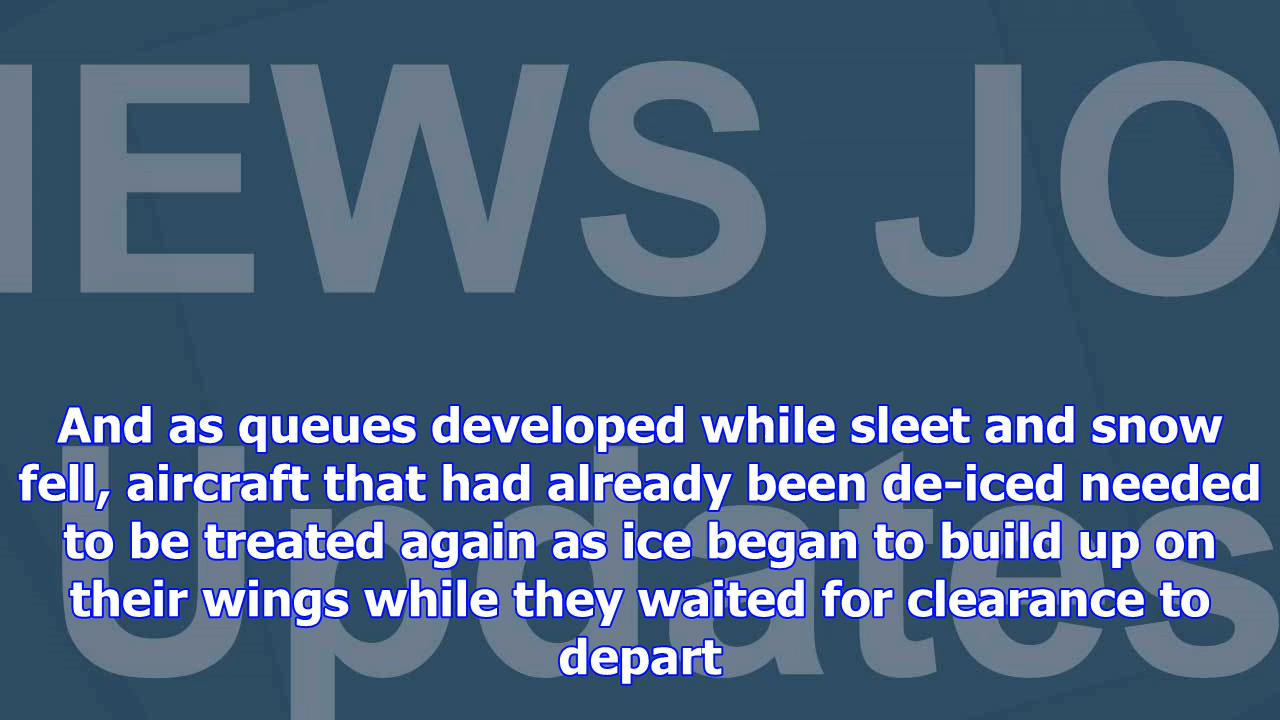 NEWS JO
And as queues developed while sleet and snow
fell, aircraft that had already been de-iced needed
to be treated again as ice began to build up on
their wings while they waited for clearance to
depart
Updates